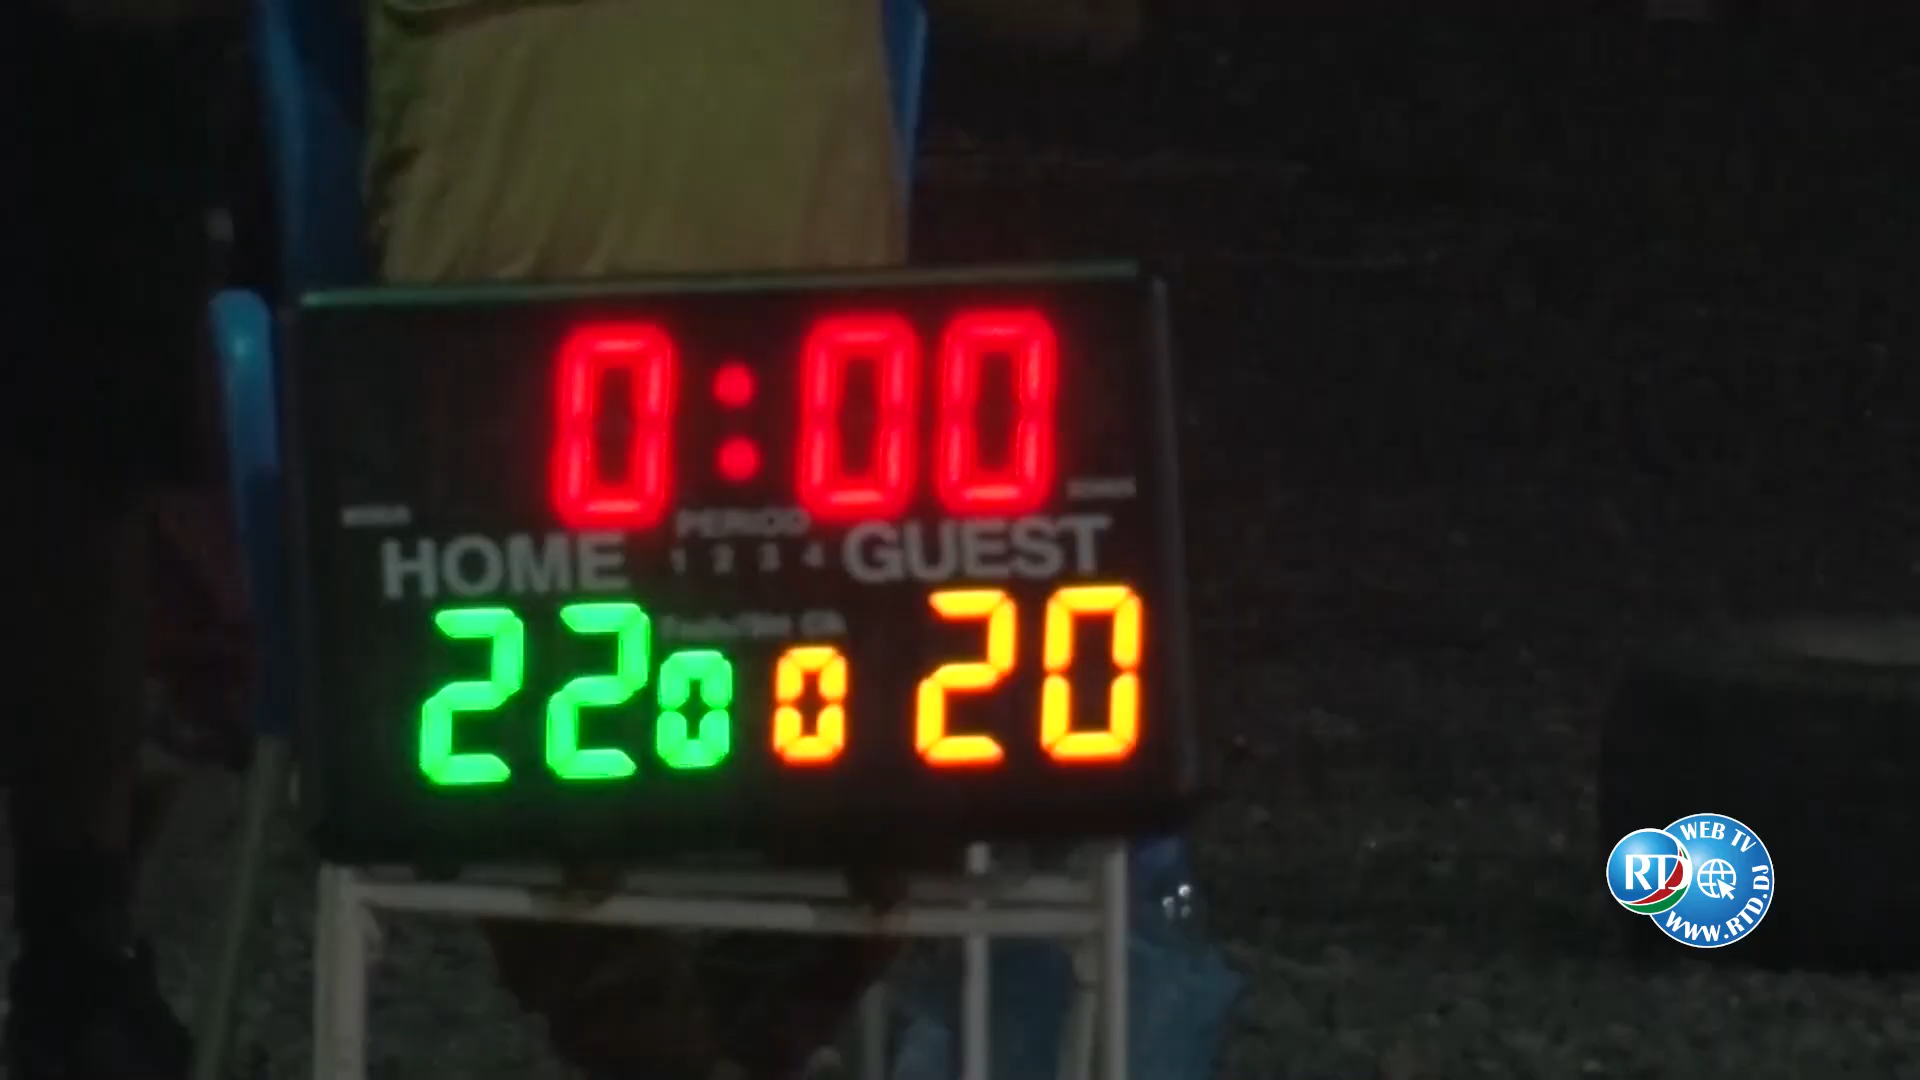 0:00
PERIOD
HOME 1 2 3 4 GUEST
22 0 0 20
RTD
WEB TV
WWW.RTD.DJ